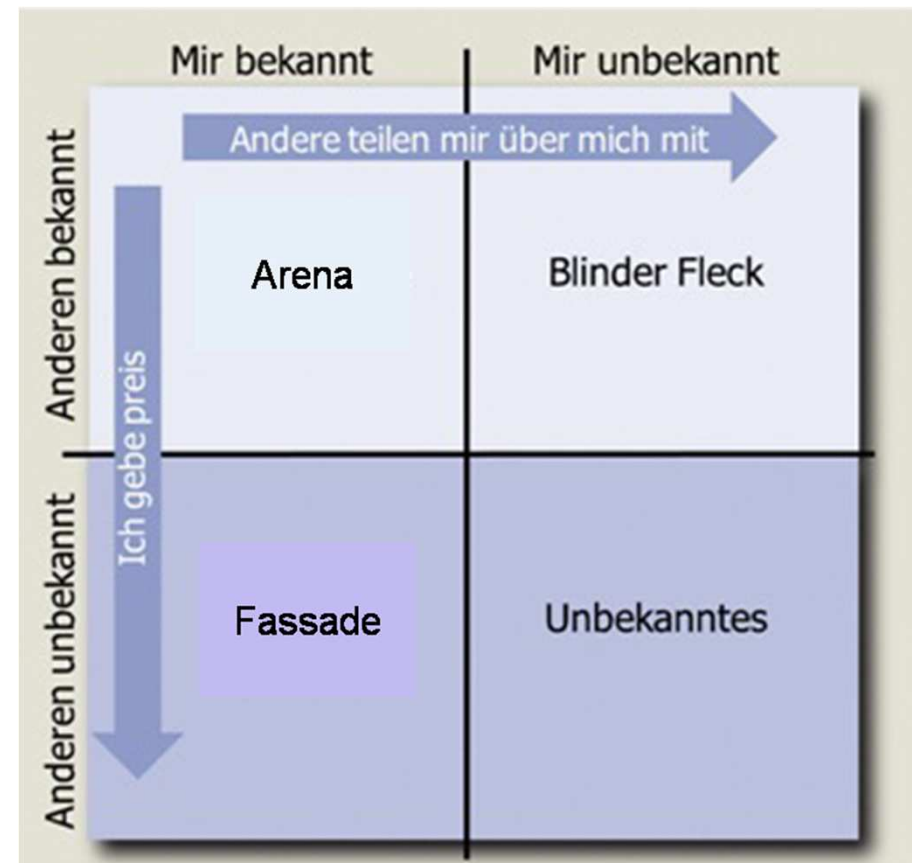 Mir bekannt
Mir unbekannt
Andere teilen mir über mich mit
Anderen bekannt
Arena
Blinder Fleck
Ich gebe preis
Anderen unbekannt
Fassade
Unbekanntes